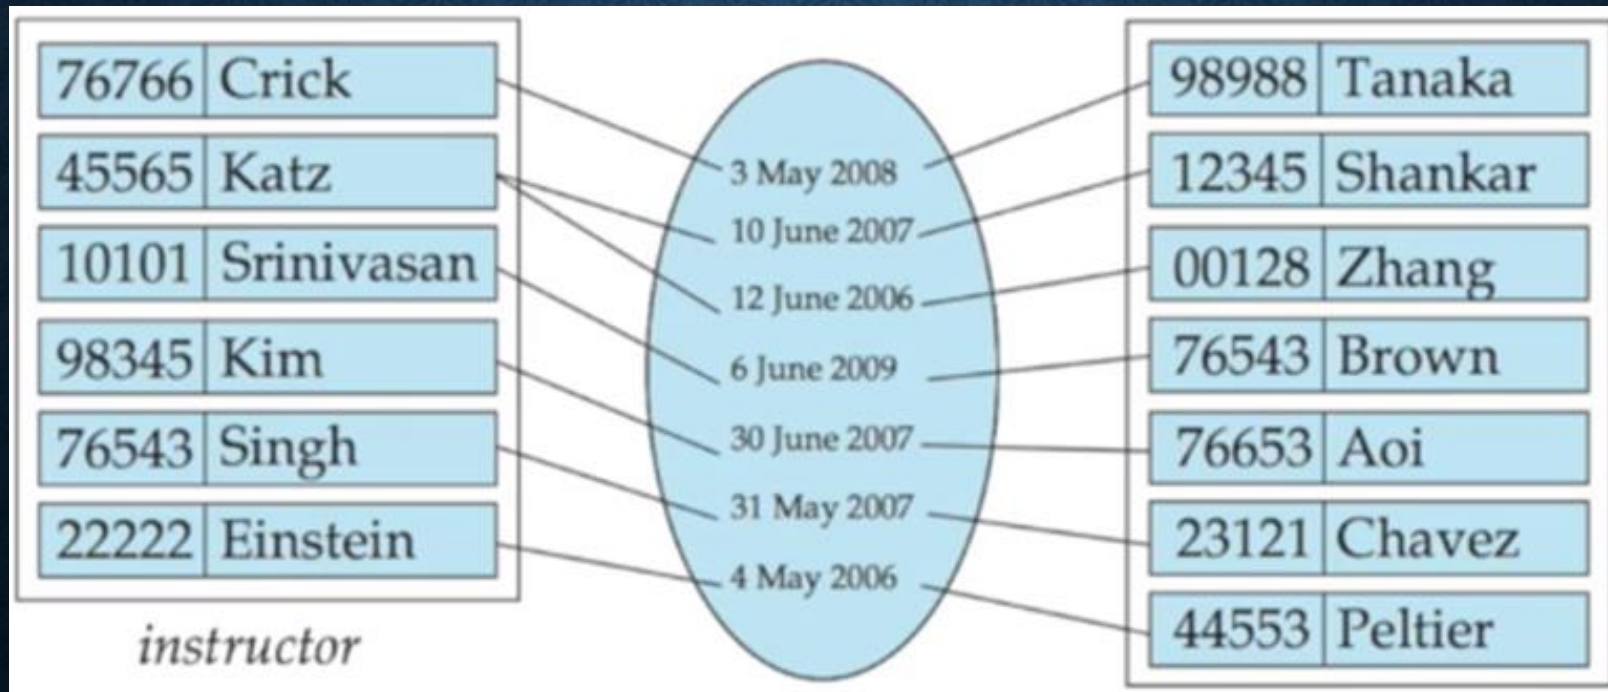 76766 Crick
45565 Katz
10101 Srinivasan
98345 Kim
76543 Singh
22222 Einstein
instructor
3 May 2008
10 June 2007
12 June 2006
6 June 2009
30 June 2007
31 May 2007
4 May 2006
98988 Tanaka
12345 Shankar
00128 Zhang
76543 Brown
76653 Aoi
23121 Chavez
44553 Peltier